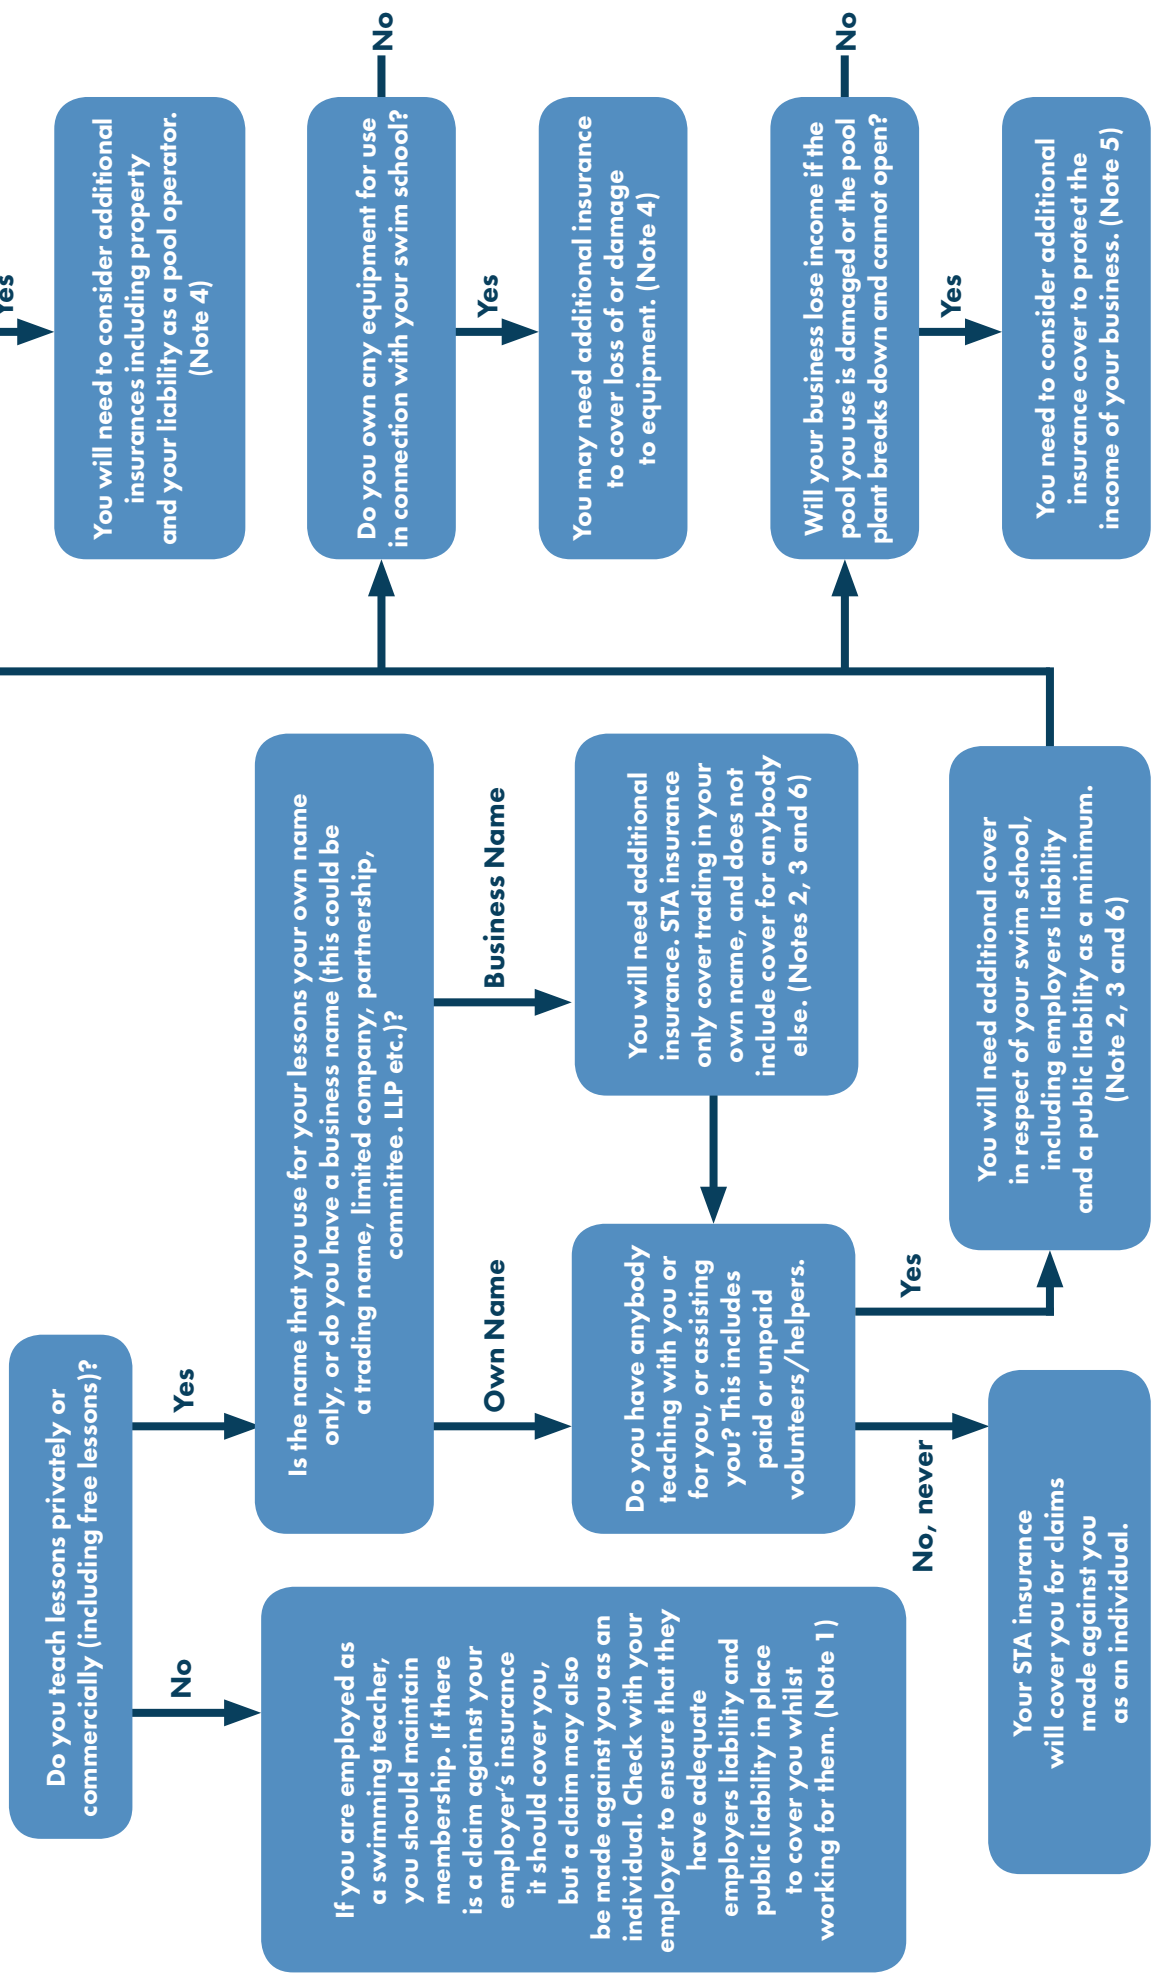 Do you teach lessons privately or
commercially (including free lessons)?
No
Yes
If you are employed as
a swimming teacher,
you should maintain
membership. If there
is a claim against your
employer's insurance
it should cover you,
but a claim may also
be made against you as an
individual. Check with your
employer to ensure that they
have adequate
employers liability and
public liability in place
to cover you whilst
working for them. (Note 1)
Is the name that you use for your lessons your own name
only, or do you have a business name (this could be
a trading name, limited company, partnership,
committee. LLP etc.)?
Own Name
Business Name
Do you have anybody
teaching with you or
for you, or assisting
you? This includes
paid or unpaid
volunteers/helpers.
You will need additional
insurance. STA insurance
only cover trading in your
own name, and does not
include cover for anybody
else. (Notes 2, 3 and 6)
No, never
Yes
Your STA insurance
will cover you for claims
made against you
as an individual.
You will need additional cover
in respect of your swim school,
including employers liability
and a public liability as a minimum.
(Note 2, 3 and 6)
Yes
You will need to consider additional
insurances including property
and your liability as a pool operator.
(Note 4)
Do you own any equipment for use
in connection with your swim school?
No
Yes
You may need additional insurance
to cover loss of or damage
to equipment. (Note 4)
Will your business lose income if the
pool you use is damaged or the pool
plant breaks down and cannot open?
No
Yes
You need to consider additional
insurance cover to protect the
income of your business. (Note 5)